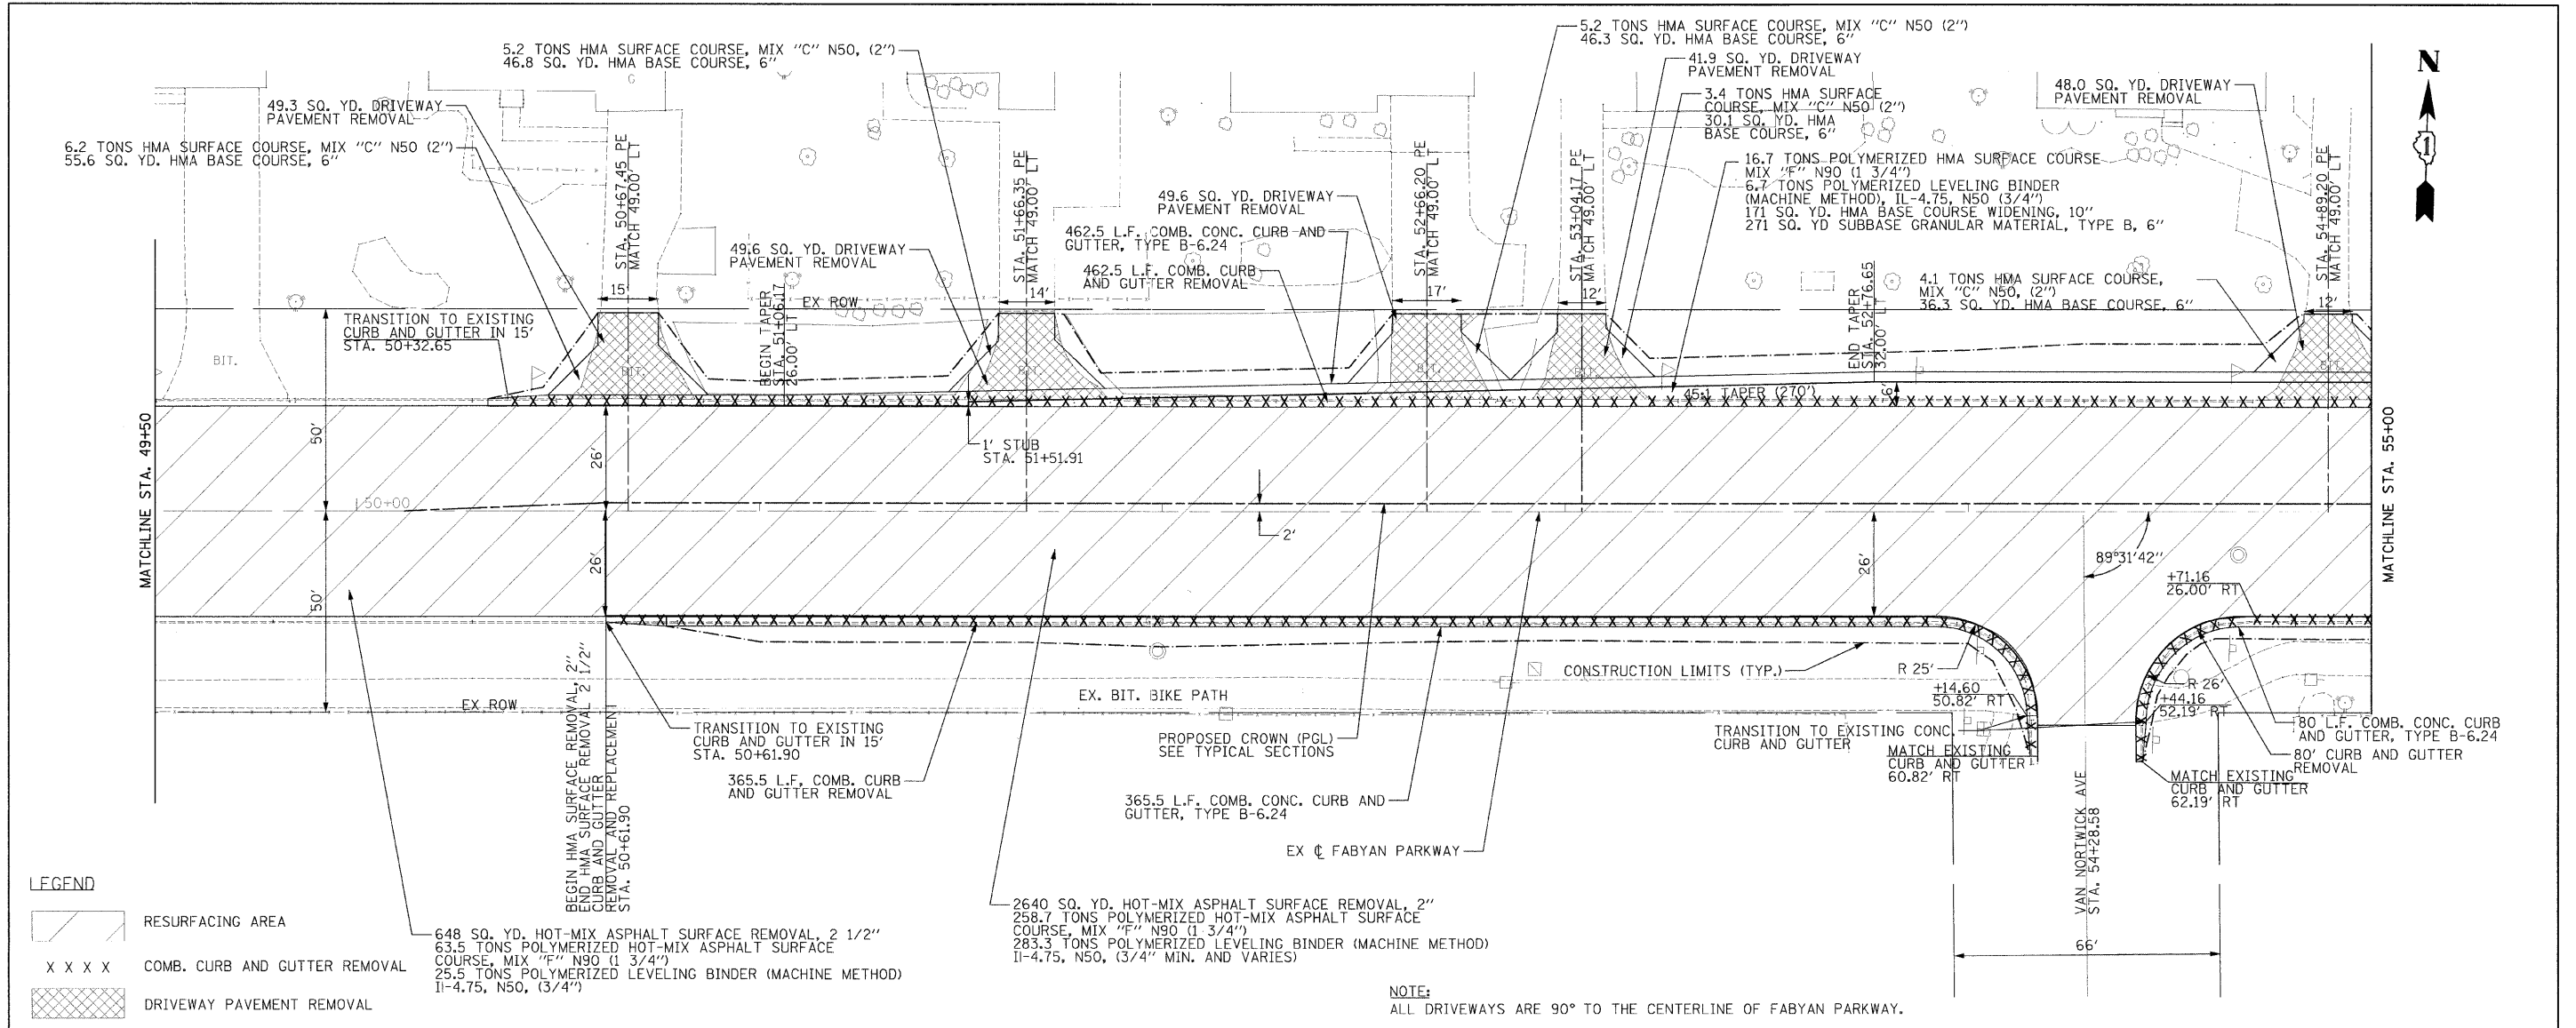 5.2 TONS HMA SURFACE COURSE, MIX "C" N50, (2")
46.8 SQ. YD. HMA BASE COURSE, 6"
49.3 SQ. YD. DRIVEWAY
PAVEMENT REMOVAL
6.2 TONS HMA SURFACE COURSE, MIX "C" N50 (2")
55.6 SQ. YD. HMA BASE COURSE, 6"
5.2 TONS HMA SURFACE COURSE, MIX "C" N50 (2")
46.3 SQ. YD. HMA BASE COURSE, 6"
41.9 SQ. YD. DRIVEWAY
PAVEMENT REMOVAL
3.4 TONS HMA SURFACE
COURSE, MIX "C" N50 (2")
30.1 SQ. YD. HMA
BASE COURSE, 6"
48.0 SQ. YD. DRIVEWAY
PAVEMENT REMOVAL
N
1
16.7 TONS POLYMERIZED HMA SURFACE COURSE
MIX "F" N90 (1 3/4")
6.7 TONS POLYMERIZED LEVELING BINDER
(MACHINE METHOD), IL-4.75, N50 (3/4")
171 SQ. YD. HMA BASE COURSE WIDENING, 10"
271 SQ. YD SUBBASE GRANULAR MATERIAL, TYPE B, 6"
STA. 50+67.45 PE
MATCH 49.00' LT
STA. 51+66.35 PE
MATCH 49.00' LT
STA. 52+66.20 PE
MATCH 49.00' LT
STA. 53+04.17 PE
MATCH 49.00' LT
STA. 54+89.20 PE
MATCH 49.00' LT
49.6 SQ. YD. DRIVEWAY
PAVEMENT REMOVAL
462.5 L.F. COMB. CONC. CURB AND
GUTTER, TYPE B-6.24
462.5 L.F. COMB. CURB
AND GUTTER REMOVAL
49.6 SQ. YD. DRIVEWAY
PAVEMENT REMOVAL
4.1 TONS HMA SURFACE COURSE,
MIX "C" N50, (2")
36.3 SQ. YD. HMA BASE COURSE, 6"
15'
14'
17'
12'
12'
EX ROW
TRANSITION TO EXISTING
CURB AND GUTTER IN 15'
STA. 50+32.65
BEGIN TAPER
STA. 51+06.17
26.00' LT
END TAPER
STA. 52+76.65
32.00' LT
BIT.
BIT.
BIT.
BIT.
45:1 TAPER (270')
6'
MATCHLINE STA. 49+50
MATCHLINE STA. 55+00
50'
26'
1' STUB
STA. 51+51.91
50+00
2'
50'
26'
26'
89°31'42"
+71.16
26.00' RT
CONSTRUCTION LIMITS (TYP.)
R 25'
+14.60
50.82' RT
R 26'
+44.16
52.19' RT
EX ROW
EX. BIT. BIKE PATH
TRANSITION TO EXISTING
CURB AND GUTTER IN 15'
STA. 50+61.90
PROPOSED CROWN (PGL)
SEE TYPICAL SECTIONS
TRANSITION TO EXISTING CONC.
CURB AND GUTTER
MATCH EXISTING
CURB AND GUTTER
60.82' RT
80 L.F. COMB. CONC. CURB
AND GUTTER, TYPE B-6.24
80' CURB AND GUTTER
REMOVAL
MATCH EXISTING
CURB AND GUTTER
62.19' RT
365.5 L.F. COMB. CURB
AND GUTTER REMOVAL
365.5 L.F. COMB. CONC. CURB AND
GUTTER, TYPE B-6.24
BEGIN HMA SURFACE REMOVAL, 2"
END HMA SURFACE REMOVAL 2 1/2"
CURB AND GUTTER
REMOVAL AND REPLACEMENT
STA. 50+61.90
VAN NORTWICK AVE
STA. 54+28.58
EX ℄ FABYAN PARKWAY
LEGEND
RESURFACING AREA
X X X X COMB. CURB AND GUTTER REMOVAL
DRIVEWAY PAVEMENT REMOVAL
648 SQ. YD. HOT-MIX ASPHALT SURFACE REMOVAL, 2 1/2"
63.5 TONS POLYMERIZED HOT-MIX ASPHALT SURFACE
COURSE, MIX "F" N90 (1 3/4")
25.5 TONS POLYMERIZED LEVELING BINDER (MACHINE METHOD)
Il-4.75, N50, (3/4")
2640 SQ. YD. HOT-MIX ASPHALT SURFACE REMOVAL, 2"
258.7 TONS POLYMERIZED HOT-MIX ASPHALT SURFACE
COURSE, MIX "F" N90 (1 3/4")
283.3 TONS POLYMERIZED LEVELING BINDER (MACHINE METHOD)
Il-4.75, N50, (3/4" MIN. AND VARIES)
66'
NOTE:
ALL DRIVEWAYS ARE 90° TO THE CENTERLINE OF FABYAN PARKWAY.